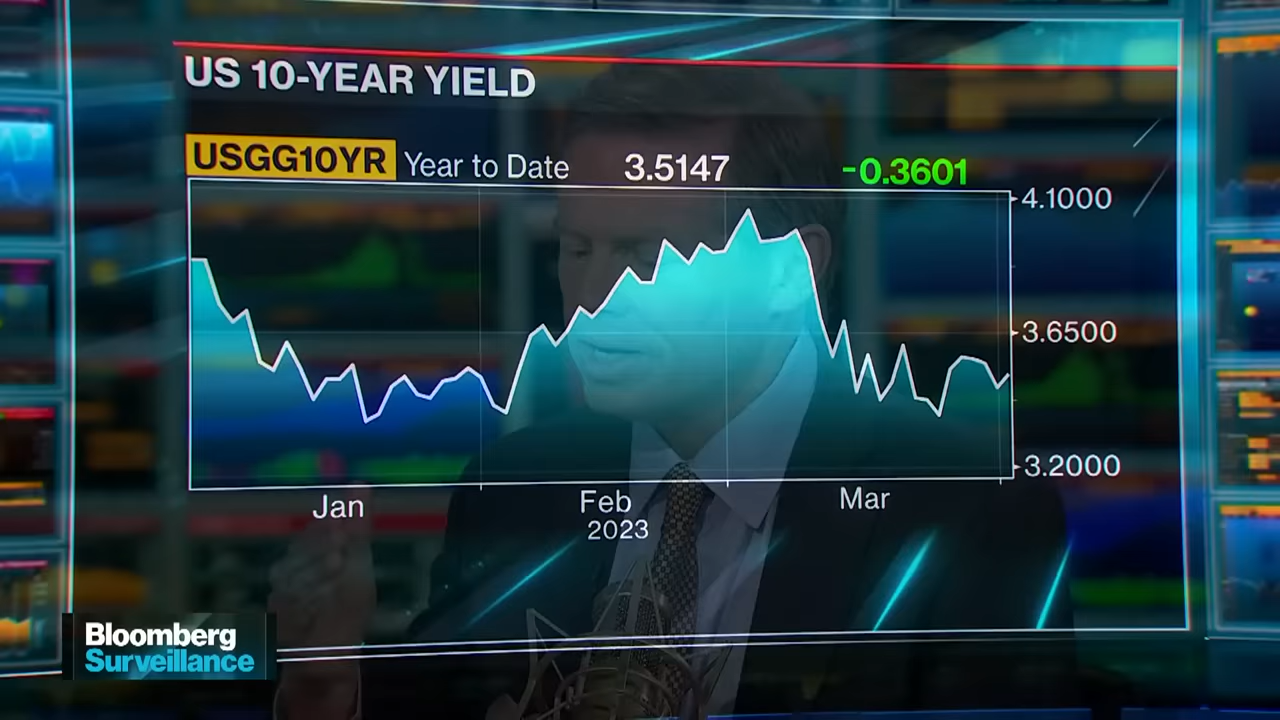 US 10-YEAR YIELD
USGG10YR Year to Date 3.5147 -0.3601
4.1000
3.6500
3.2000
Jan Feb Mar
2023
Bloomberg
Surveillance